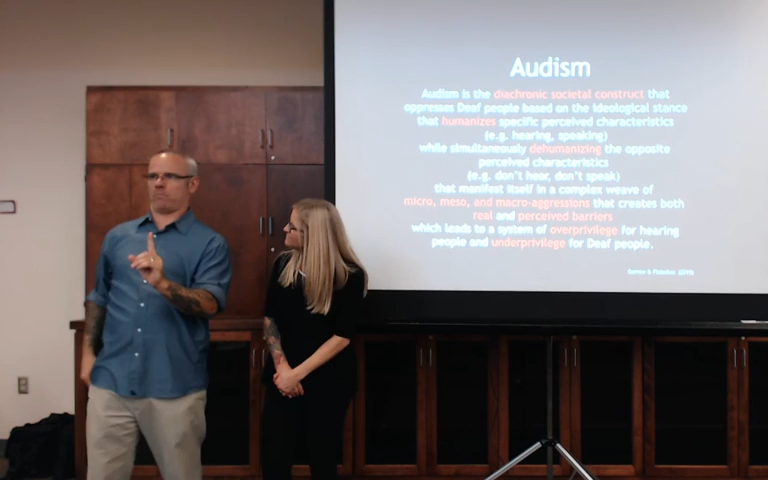 Audism
Audism is the diachronic societal construct that
oppresses Deaf people based on the ideological stance
that humanizes specific perceived characteristics
(e.g. hearing, speaking)
while simultaneously dehumanizing the opposite
perceived characteristics
(e.g. don't hear, don't speak)
that manifest itself in a complex weave of
micro, meso, and macro-aggressions that creates both
real and perceived barriers
which leads to a system of overprivilege for hearing
people and underprivilege for Deaf people.